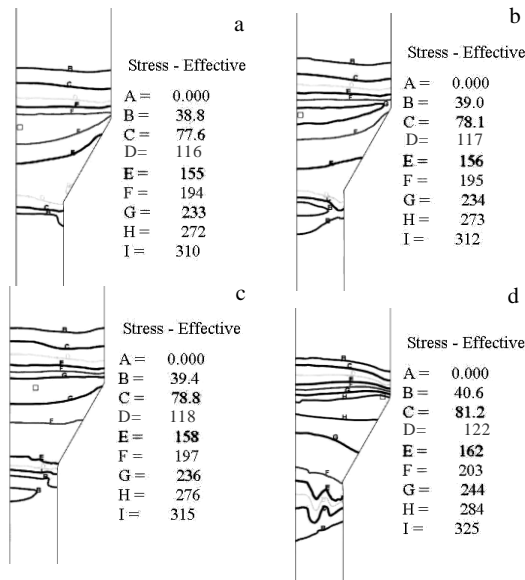 a
Stress - Effective
A = 0.000
B = 38.8
C = 77.6
D= 116
E = 155
F = 194
G = 233
H = 272
I = 310
b
Stress - Effective
A = 0.000
B = 39.0
C = 78.1
D= 117
E = 156
F = 195
G = 234
H = 273
I = 312
c
Stress - Effective
A = 0.000
B = 39.4
C = 78.8
D = 118
E = 158
F = 197
G = 236
H = 276
I = 315
d
Stress - Effective
A = 0.000
B = 40.6
C = 81.2
D = 122
E = 162
F = 203
G = 244
H = 284
I = 325